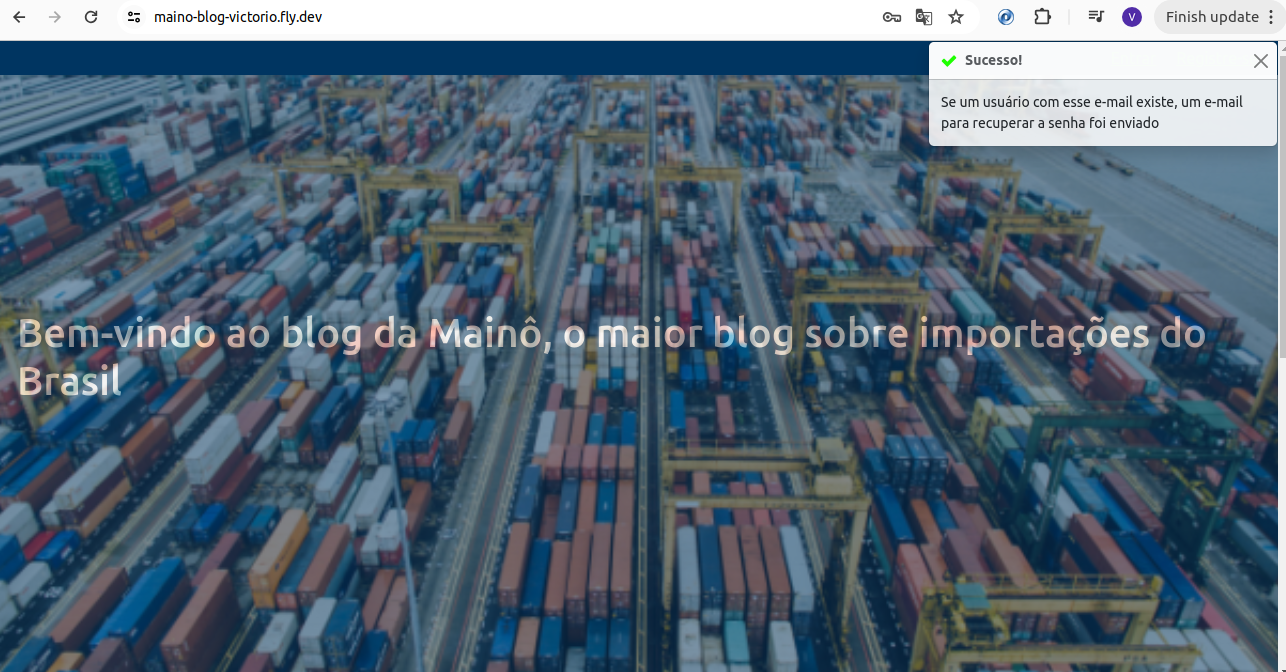 maino-blog-victorio.fly.dev
V
Finish update
Sucesso!
Se um usuário com esse e-mail existe, um e-mail
para recuperar a senha foi enviado
Bem-vindo ao blog da Mainô, o maior blog sobre importações do
Brasil